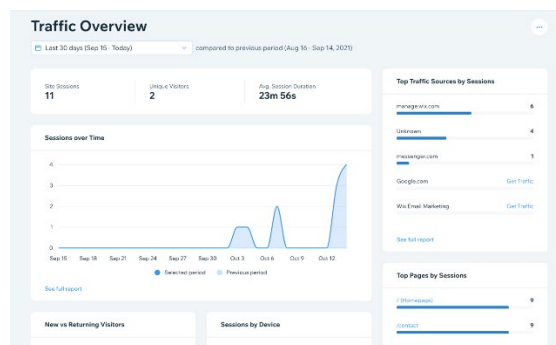 Traffic Overview
Last 30 days (Sep 15 - Today)
compared to previous period (Aug 16 - Sep 14, 2021)
Site Sessions
11
Unique Visitors
2
Avg. Session Duration
23m 56s
Sessions over Time
4
3
2
1
0
Sep 15 Sep 18 Sep 21 Sep 24 Sep 27 Sep 30 Oct 3 Oct 6 Oct 9 Oct 12
Selected period Previous period
See full report
New vs Returning Visitors
Sessions by Device
Top Traffic Sources by Sessions
manage.wix.com 6
Unknown 4
messenger.com 1
Google.com Get Traffic
Wix Email Marketing Get Traffic
See full report
Top Pages by Sessions
/ (Homepage) 9
/contact 9